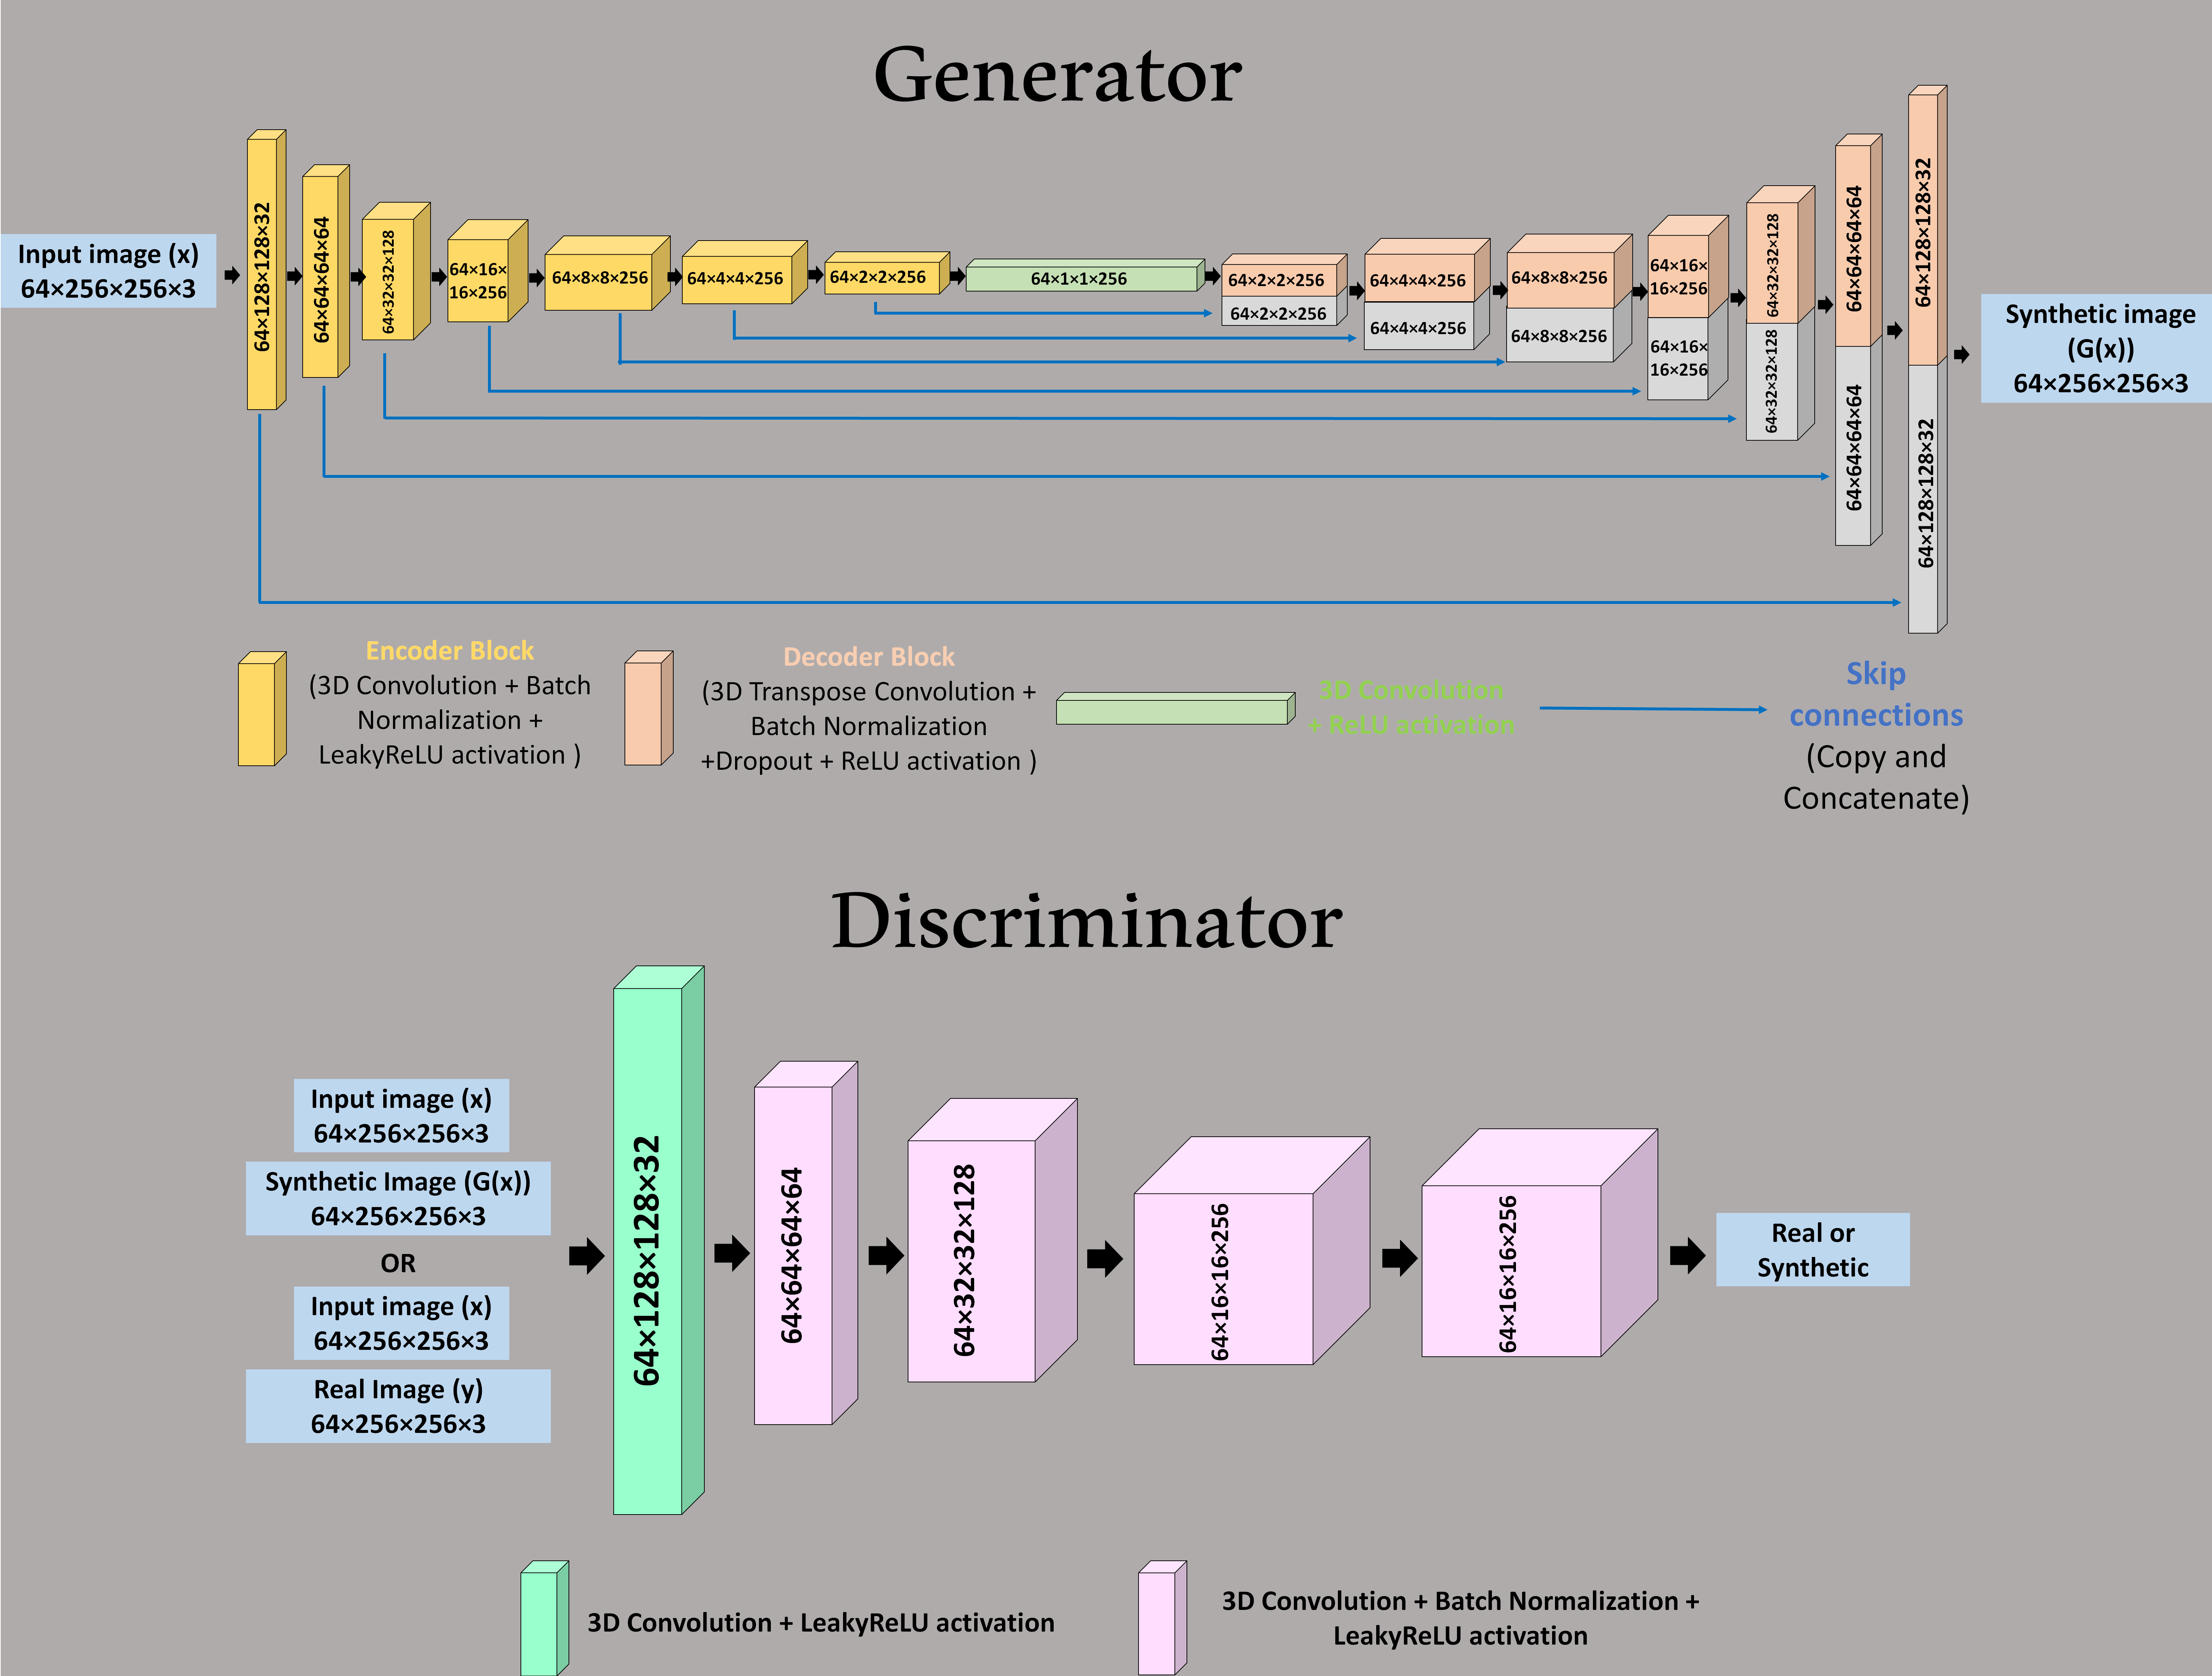 Generator
Input image (x)
64×256×256×3
64×128×128×32
64×64×64×64
64×32×32×128
64×16×
16×256
64×8×8×256
64×4×4×256
64×2×2×256
64×1×1×256
64×2×2×256
64×2×2×256
64×4×4×256
64×4×4×256
64×8×8×256
64×8×8×256
64×16×
16×256
64×16×
16×256
64×32×32×128
64×32×32×128
64×64×64×64
64×64×64×64
64×128×128×32
64×128×128×32
Synthetic image
(G(x))
64×256×256×3
Encoder Block
(3D Convolution + Batch
Normalization +
LeakyReLU activation )
Decoder Block
(3D Transpose Convolution +
Batch Normalization
+Dropout + ReLU activation )
3D Convolution
+ ReLU activation
Skip
connections
(Copy and
Concatenate)
Discriminator
Input image (x)
64×256×256×3
Synthetic Image (G(x))
64×256×256×3
OR
Input image (x)
64×256×256×3
Real Image (y)
64×256×256×3
64×128×128×32
64×64×64×64
64×32×32×128
64×16×16×256
64×16×16×256
Real or
Synthetic
3D Convolution + LeakyReLU activation
3D Convolution + Batch Normalization +
LeakyReLU activation